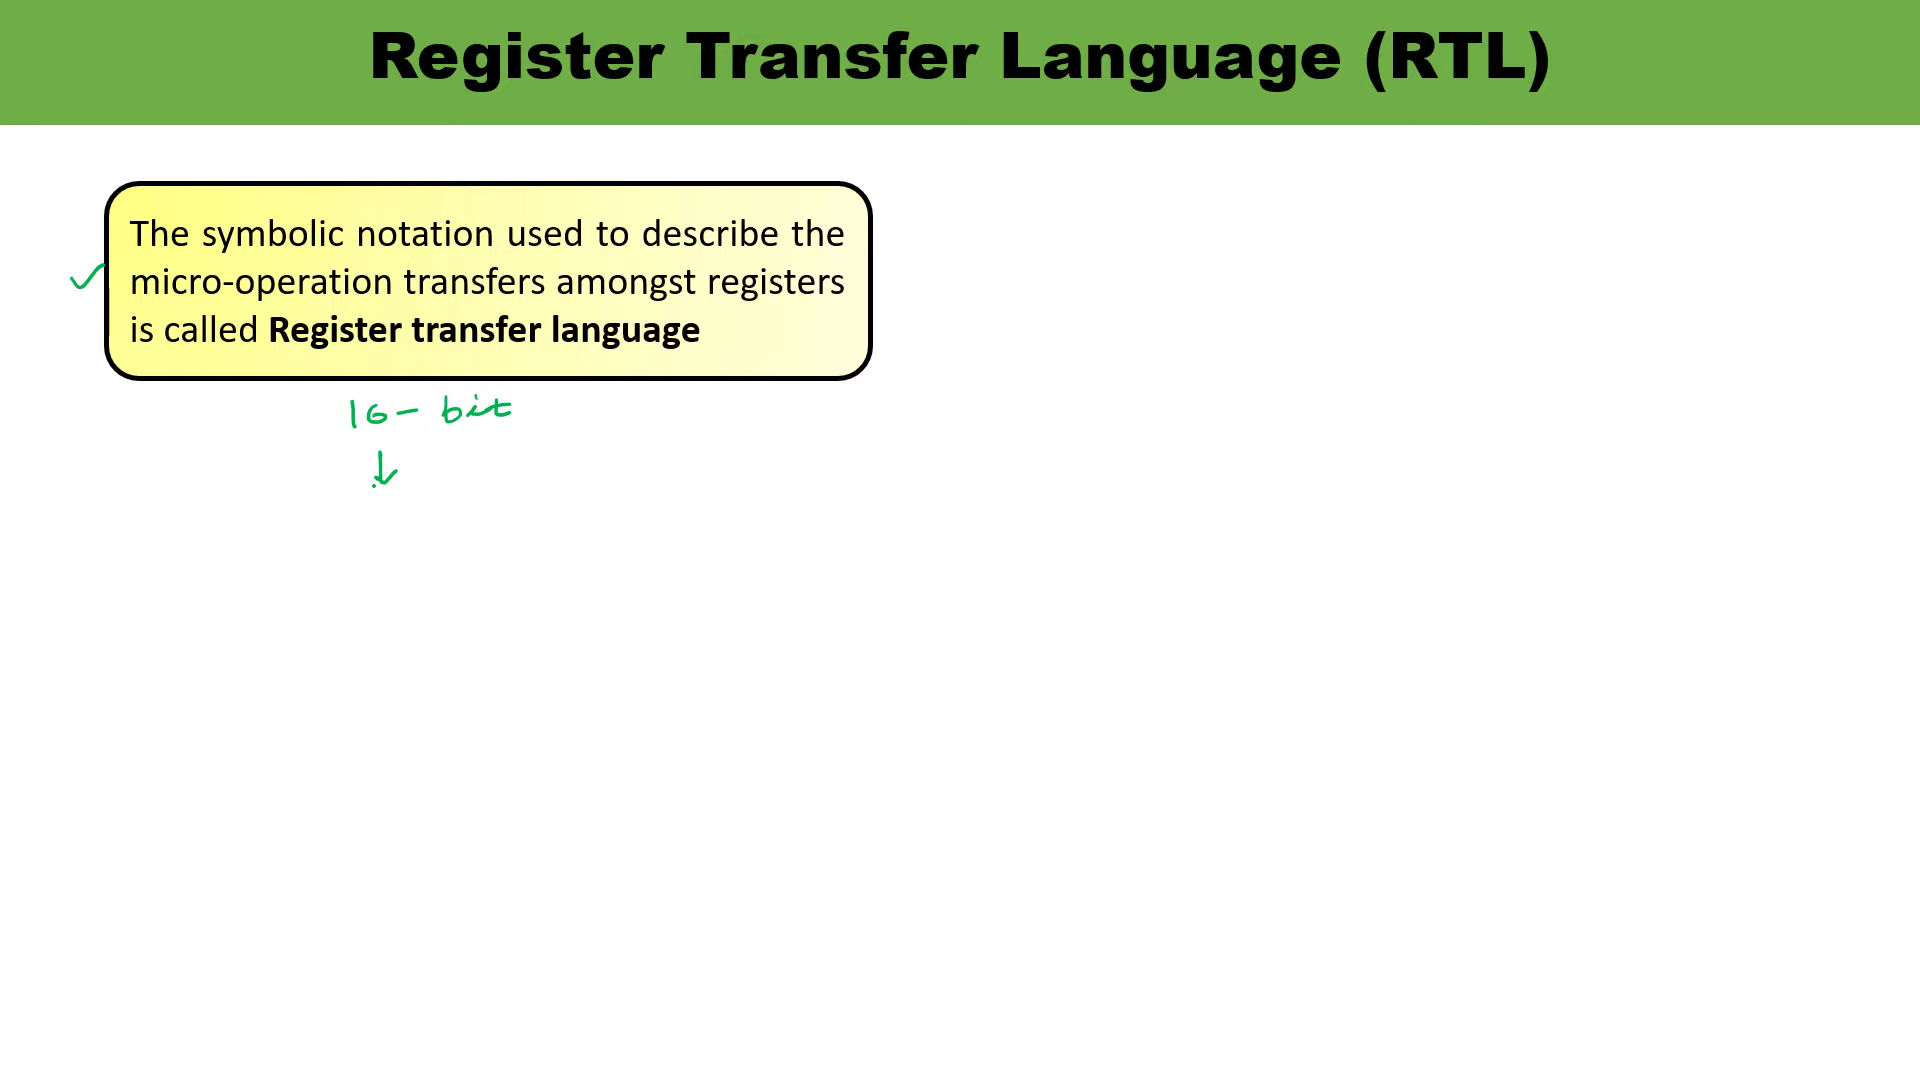 Register Transfer Language (RTL)
The symbolic notation used to describe the
micro-operation transfers amongst registers
is called Register transfer language
16- bit